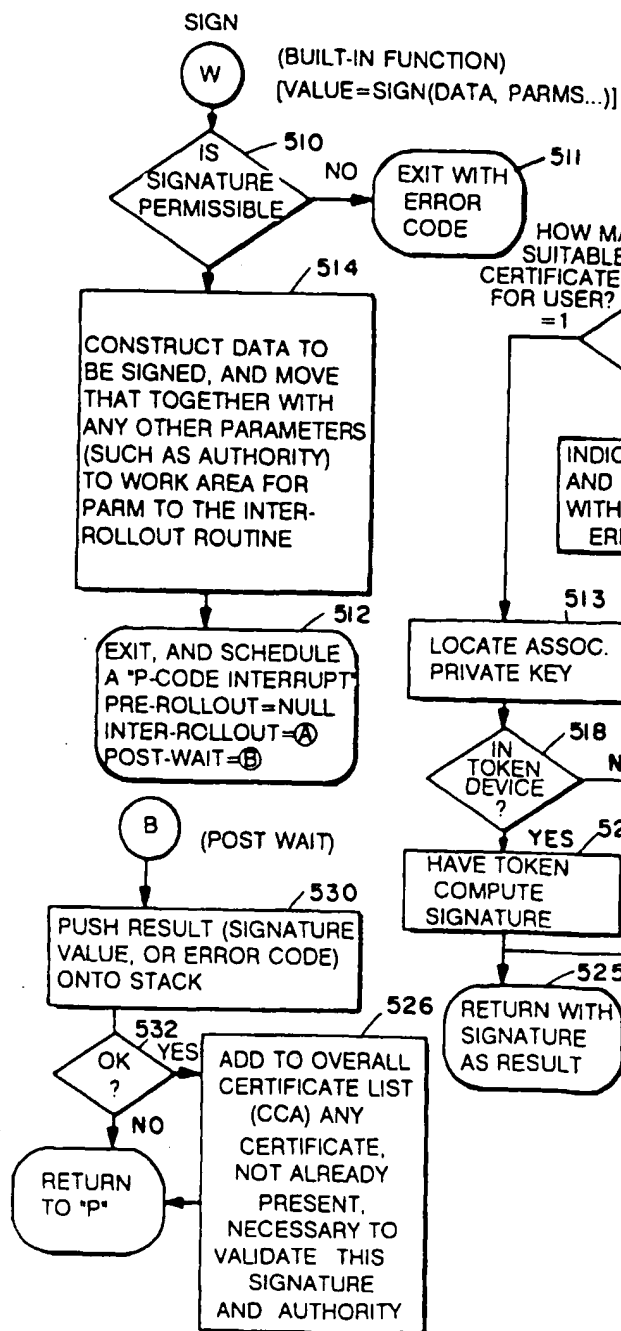 SIGN
W
(BUILT-IN FUNCTION)
[VALUE=SIGN(DATA, PARMS...)]
510
IS
SIGNATURE
PERMISSIBLE
NO
511
EXIT WITH
ERROR
CODE
514
CONSTRUCT DATA TO
BE SIGNED, AND MOVE
THAT TOGETHER WITH
ANY OTHER PARAMETERS
(SUCH AS AUTHORITY)
TO WORK AREA FOR
PARM TO THE INTER-
ROLLOUT ROUTINE
512
EXIT, AND SCHEDULE
A "P-CODE INTERRUPT"
PRE-ROLLOUT=NULL
INTER-ROLLOUT=Ⓐ
POST-WAIT=Ⓑ
B
(POST WAIT)
530
PUSH RESULT (SIGNATURE
VALUE, OR ERROR CODE)
ONTO STACK
532
OK
?
YES
NO
RETURN
TO "P"
526
ADD TO OVERALL
CERTIFICATE LIST
(CCA) ANY
CERTIFICATE,
NOT ALREADY
PRESENT,
NECESSARY TO
VALIDATE THIS
SIGNATURE
AND AUTHORITY
HOW MA
SUITABLE
CERTIFICATE
FOR USER?
=1
INDIC
AND
WITH
ER
513
LOCATE ASSOC.
PRIVATE KEY
518
IN
TOKEN
DEVICE
?
N
YES
52
HAVE TOKEN
COMPUTE
SIGNATURE
525
RETURN WITH
SIGNATURE
AS RESULT